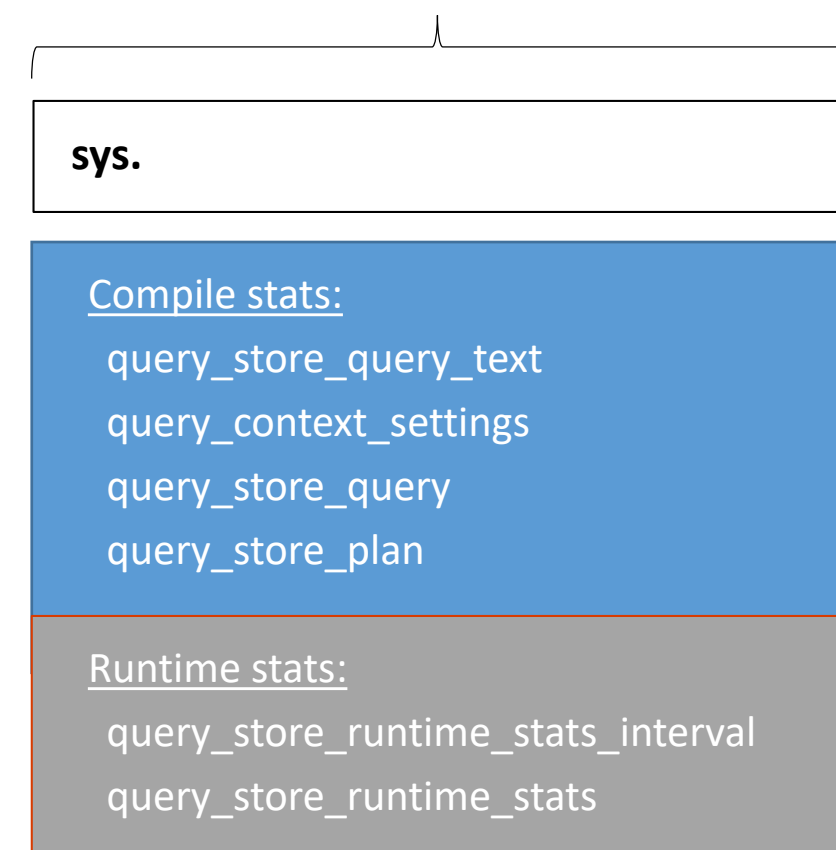 sys.
Compile stats:
query_store_query_text
query_context_settings
query_store_query
query_store_plan
Runtime stats:
query_store_runtime_stats_interval
query_store_runtime_stats